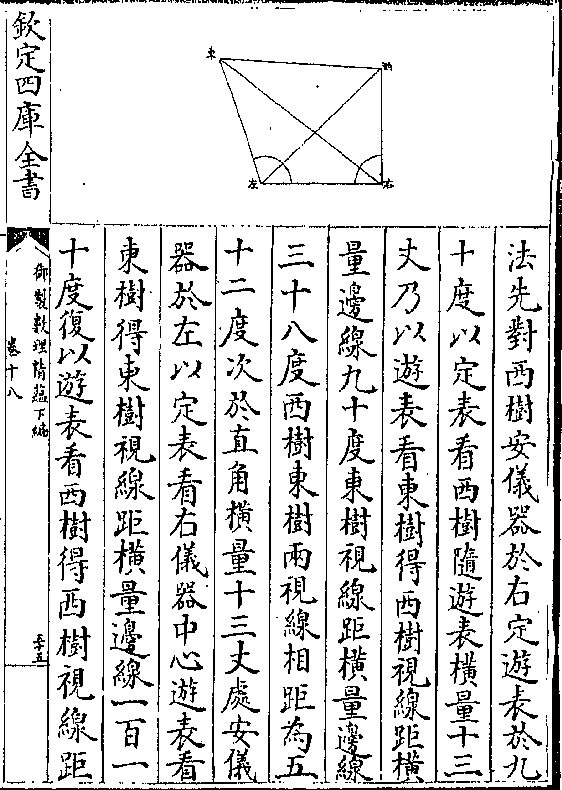 法先對西樹安儀器於右定遊表於九
十度以定表看西樹隨遊表橫量十三
丈乃以遊表看東樹得西樹視線距橫
量邊線九十度東樹視線距橫量邊線
三十八度西樹東樹兩視線相距為五
十二度次於直角橫量十三丈處安儀
器於左以定表看右儀器中心遊表看
東樹得東樹視線距橫量邊線一百一
十度復以遊表看西樹得西樹視線距
欽定四庫全書
御製數理精蘊下編
卷十八
三十五
東
酉
左
右